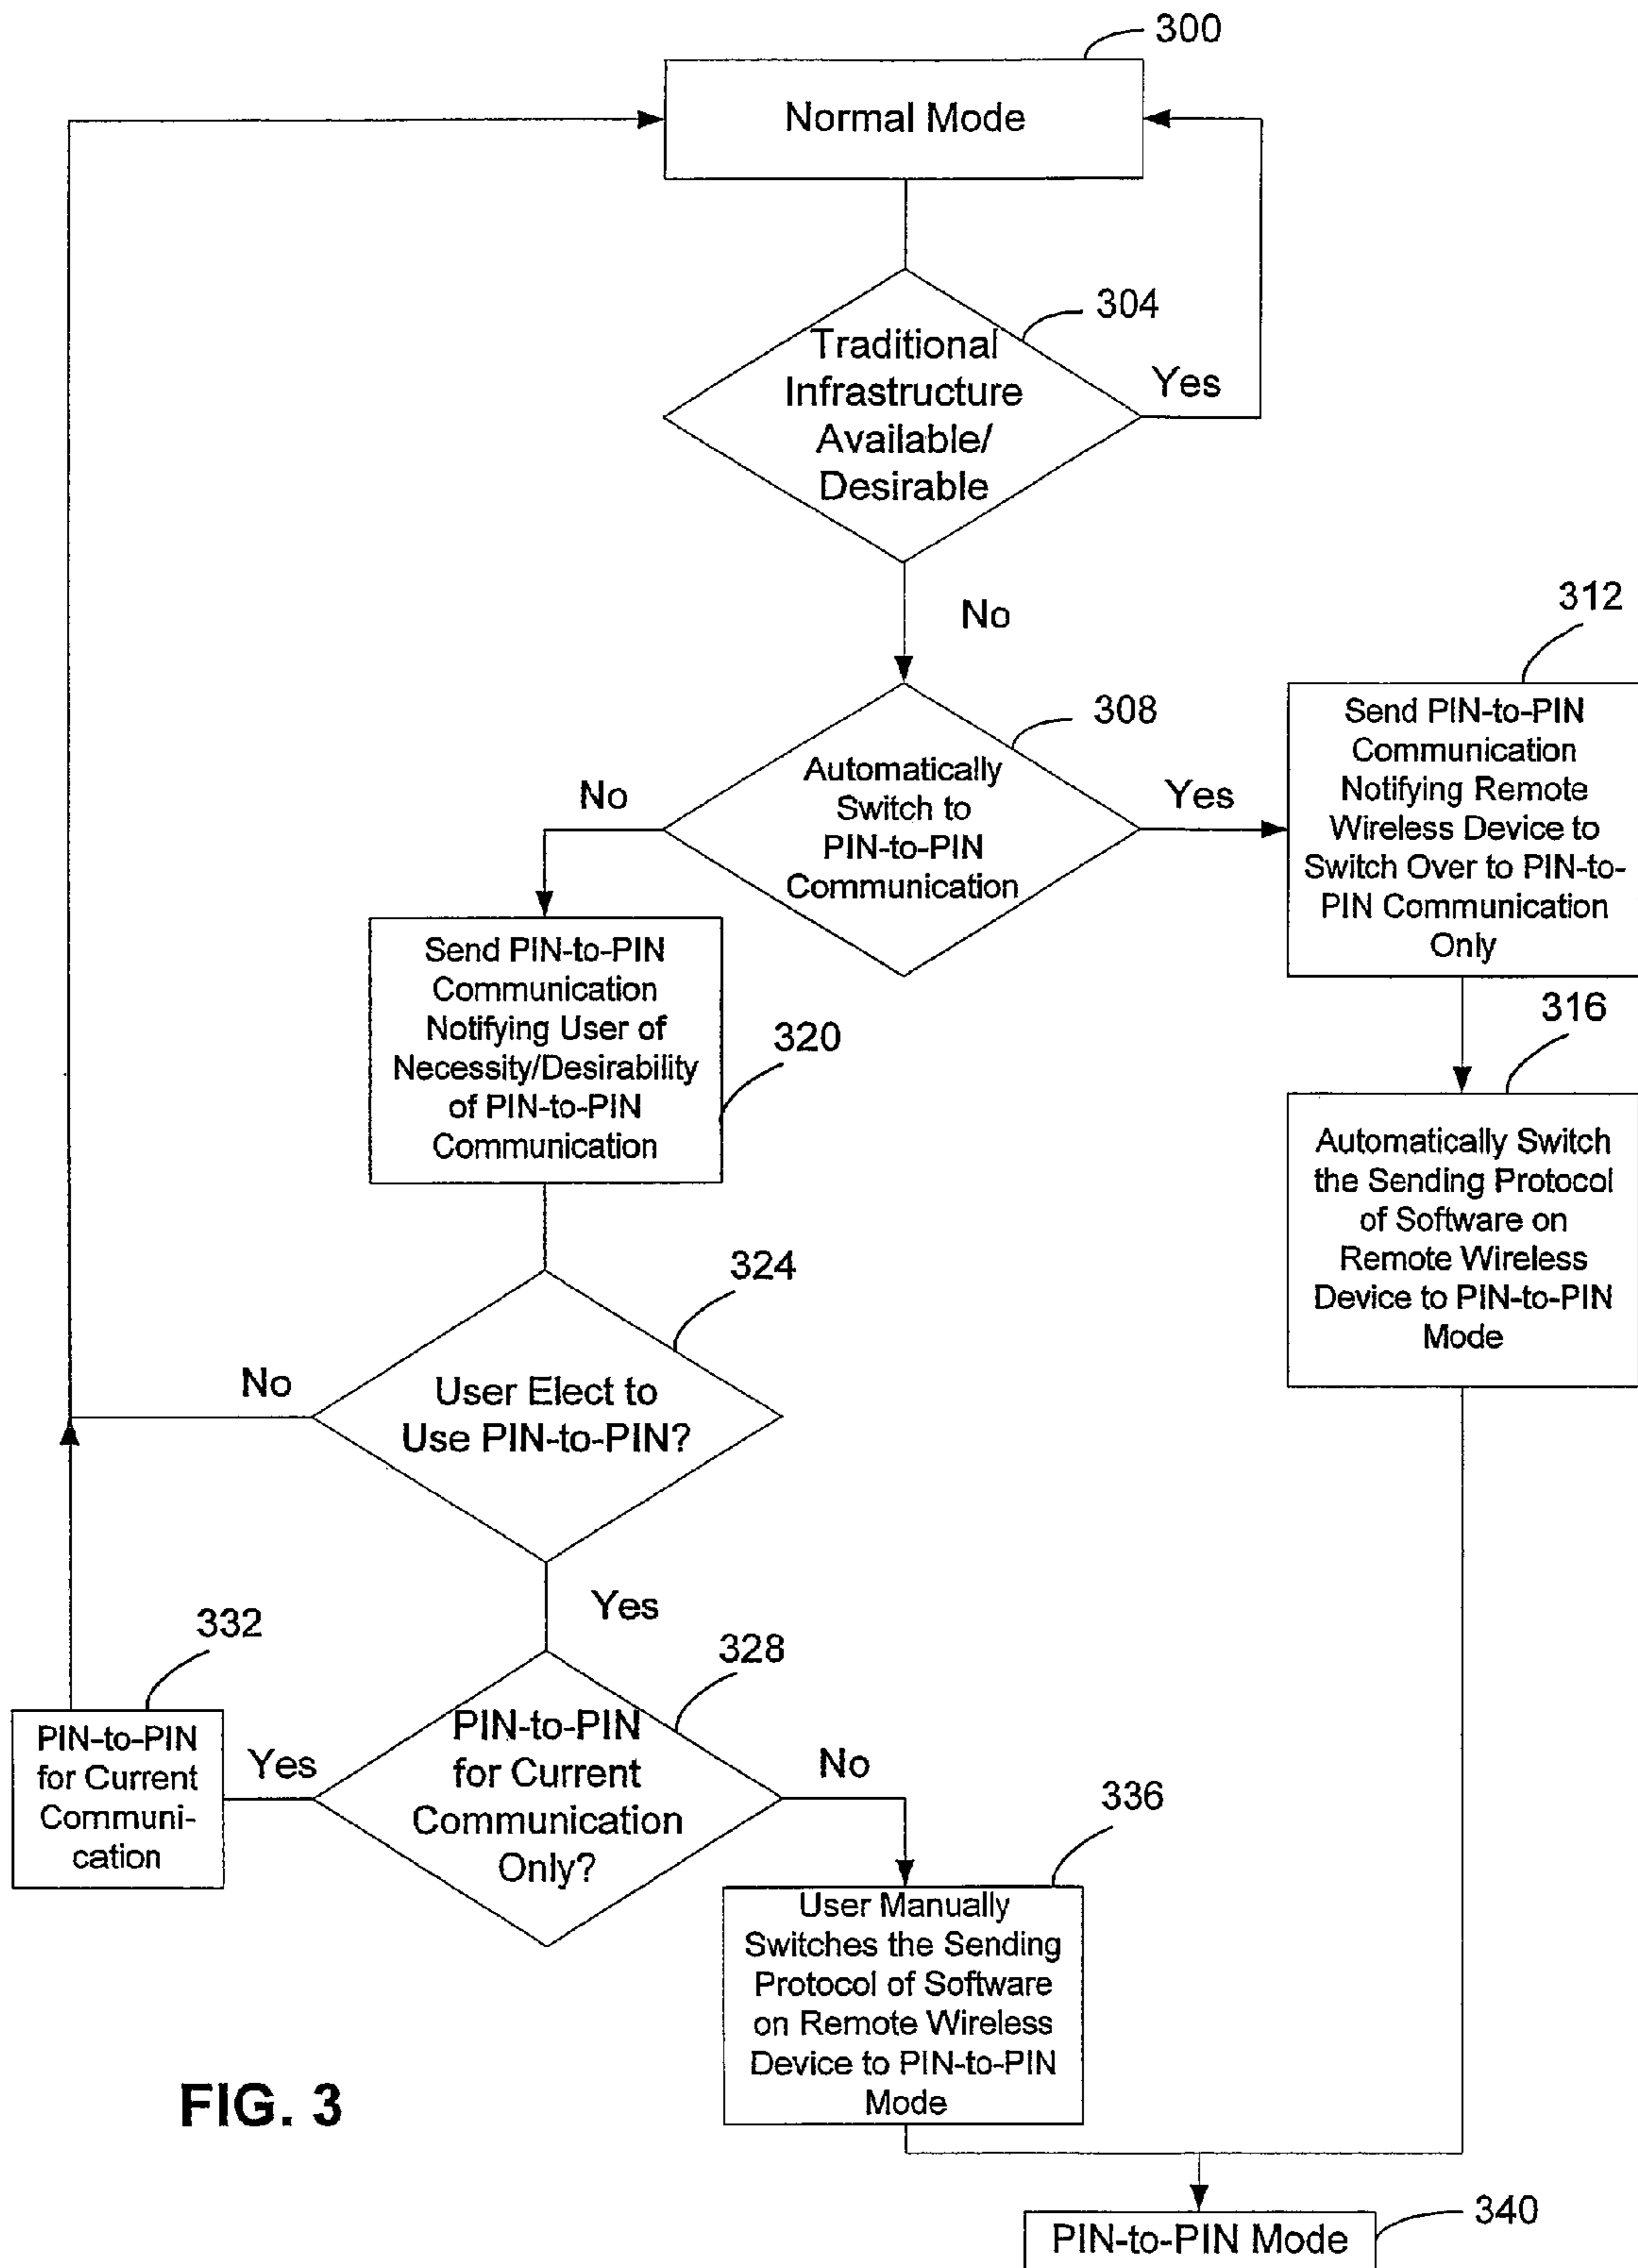 300
Normal Mode
304
Traditional
Infrastructure
Available/
Desirable
Yes
No
312
Send PIN-to-PIN
Communication
Notifying Remote
Wireless Device to
Switch Over to PIN-to-
PIN Communication
Only
308
Automatically
Switch to
PIN-to-PIN
Communication
No
Yes
316
Automatically Switch
the Sending Protocol
of Software on
Remote Wireless
Device to PIN-to-PIN
Mode
Send PIN-to-PIN
Communication
Notifying User of
Necessity/Desirability
of PIN-to-PIN
Communication
320
324
User Elect to
Use PIN-to-PIN?
No
Yes
332
PIN-to-PIN
for Current
Communi-
cation
Yes
328
PIN-to-PIN
for Current
Communication
Only?
No
336
User Manually
Switches the Sending
Protocol of Software
on Remote Wireless
Device to PIN-to-PIN
Mode
FIG. 3
PIN-to-PIN Mode
340